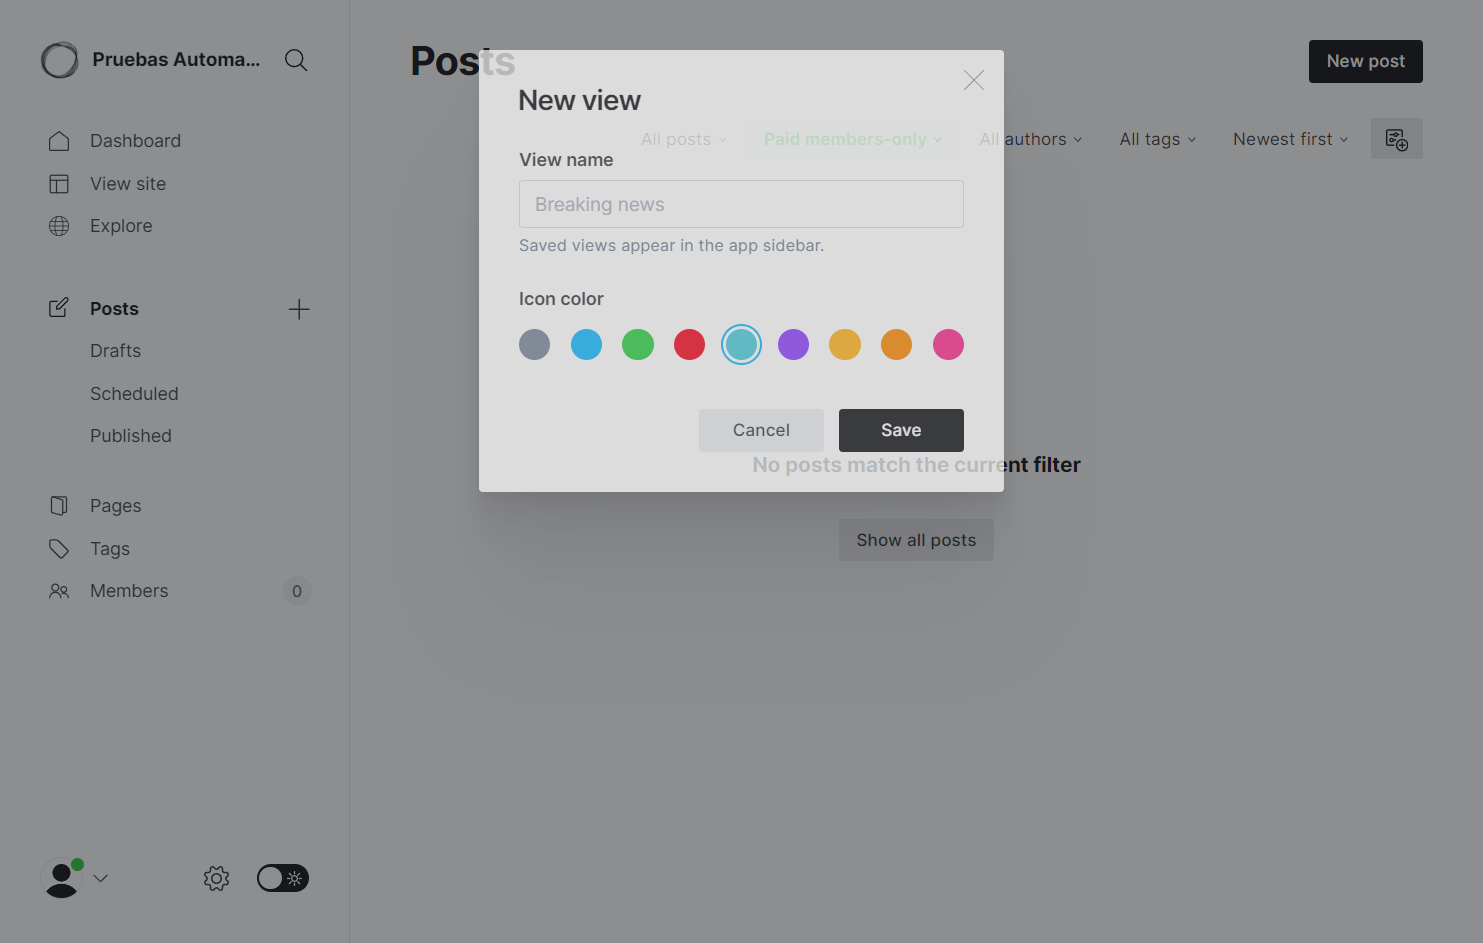 Pruebas Automa...
Dashboard
View site
Explore
Posts
Drafts
Scheduled
Published
Pages
Tags
Members
0
Posts
New post
All posts
Paid members-only
All authors
All tags
Newest first
New view
View name
Breaking news
Saved views appear in the app sidebar.
Icon color
Cancel
Save
No posts match the current filter
Show all posts